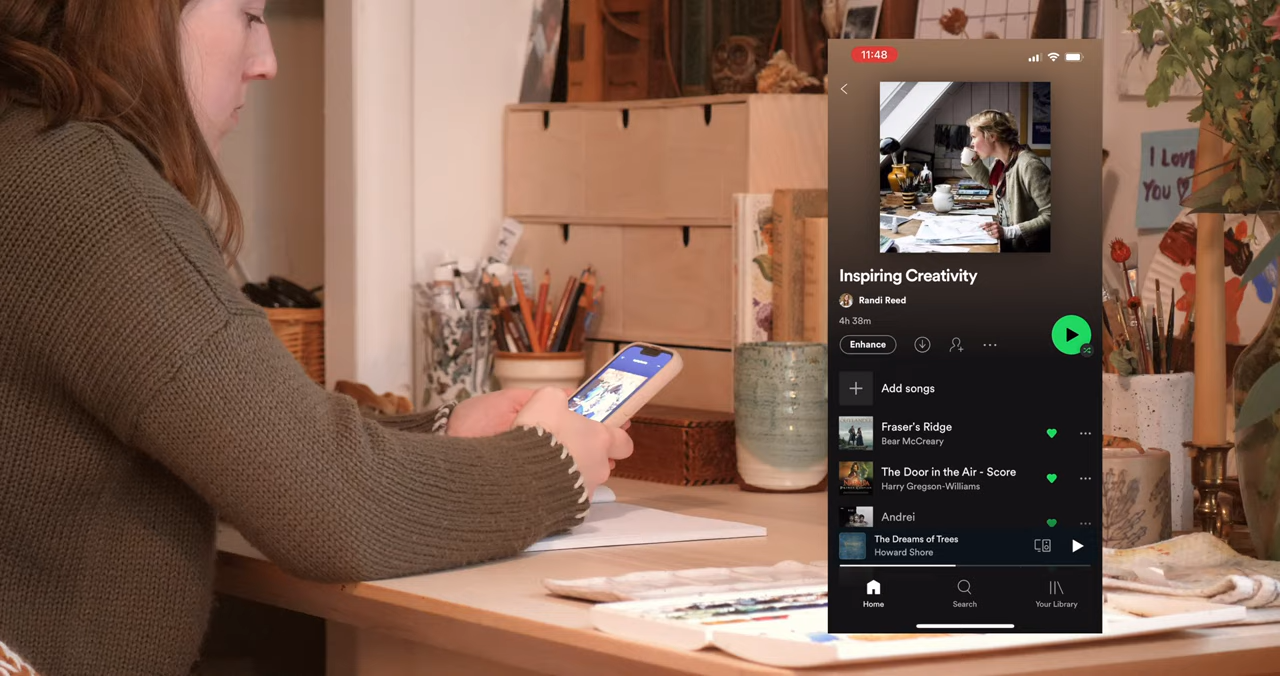 11:48
Inspiring Creativity
Randi Reed
4h 38m
Enhance
Add songs
Fraser's Ridge
Bear McCreary
The Door in the Air - Score
Harry Gregson-Williams
Andrei
The Dreams of Trees
Howard Shore
Home
Search
Your Library
I Love
You